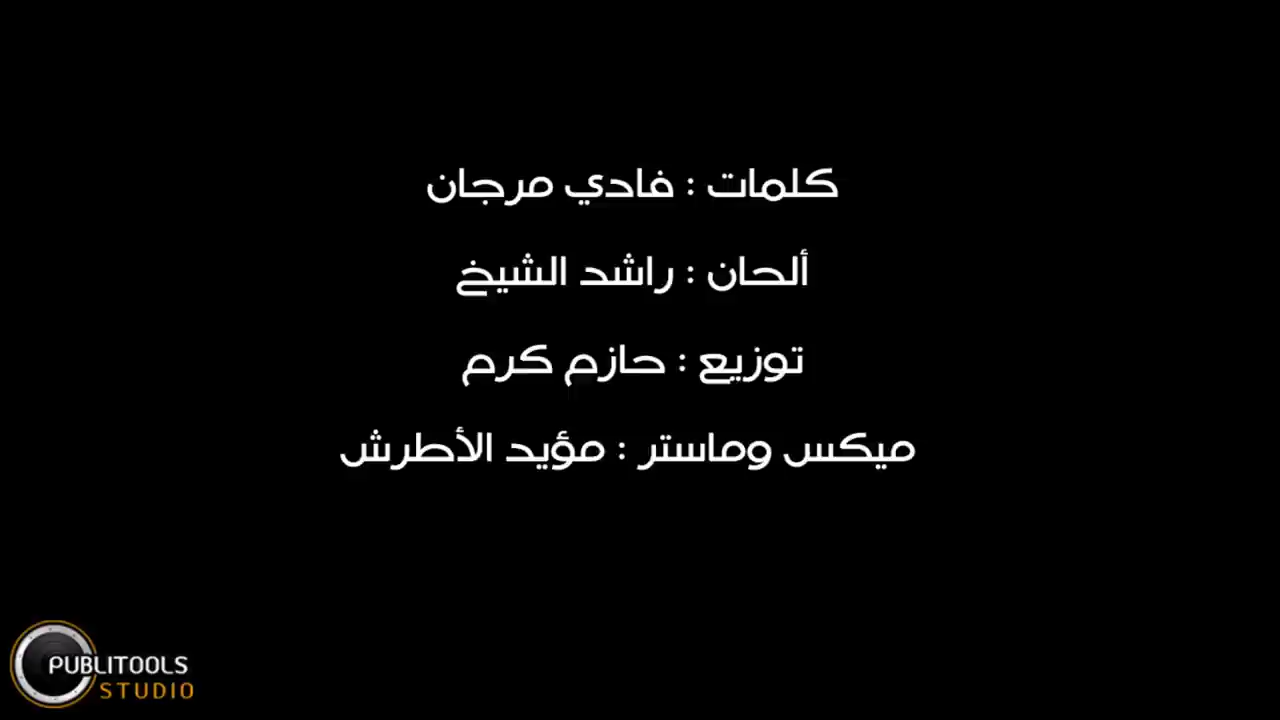 كلمات : فادي مرجان
ألحان : راشد الشيخ
توزيع : حازم كرم
ميكس وماستر : مؤيد الأطرش
PUBLITOOLS
STUDIO